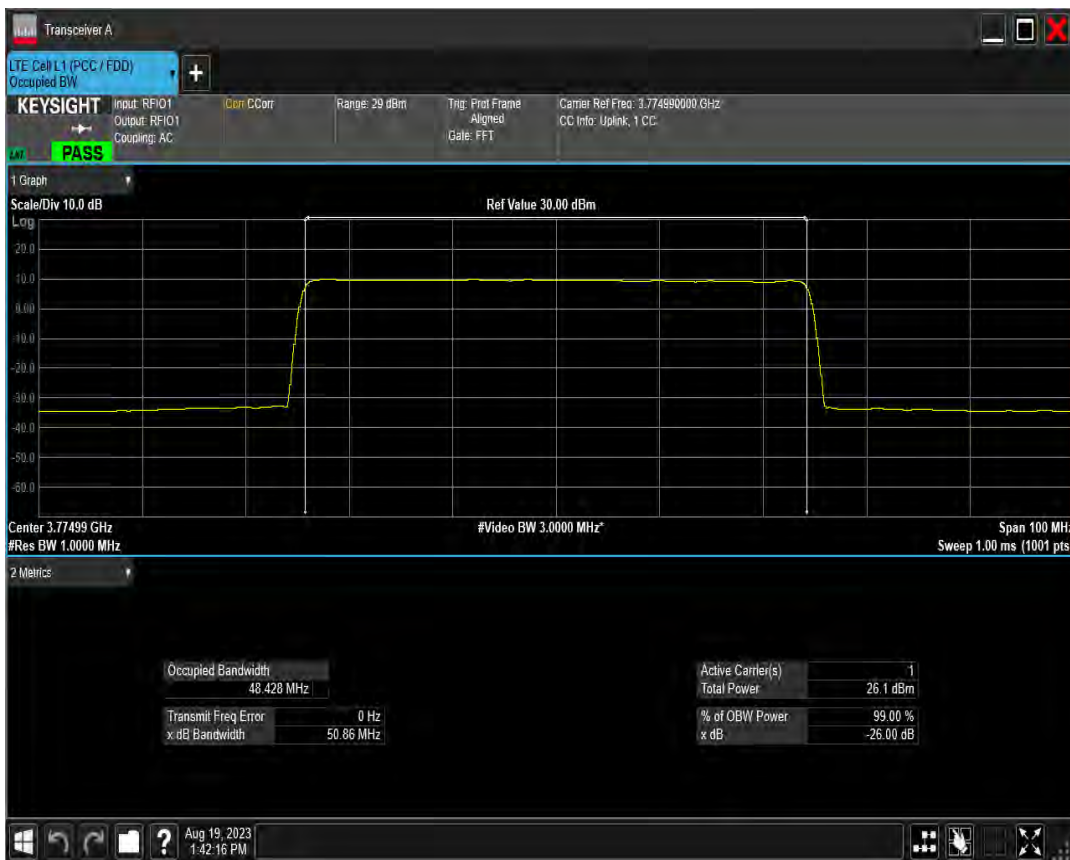 Transceiver A
LTE Cell L1 (PCC / FDD)
Occupied BW
+
KEYSIGHT
LNI
PASS
Input: RFIO1
Output: RFIO1
Coupling: AC
Corr CCorr
Range: 29 dBm
Trig: Prot Frame
Aligned
Gate: FFT
Carrier Ref Freq: 3.774990000 GHz
CC Info: Uplink, 1 CC
1 Graph
Scale/Div 10.0 dB
Ref Value 30.00 dBm
Log
20.0
10.0
0.00
-10.0
-20.0
-30.0
-40.0
-50.0
-60.0
Center 3.77499 GHz
#Video BW 3.0000 MHz*
Span 100 MHz
#Res BW 1.0000 MHz
Sweep 1.00 ms (1001 pts
2 Metrics
Occupied Bandwidth
48.428 MHz
Transmit Freq Error 0 Hz
x dB Bandwidth 50.86 MHz
Active Carrier(s) 1
Total Power 26.1 dBm
% of OBW Power 99.00 %
x dB -26.00 dB
?
Aug 19, 2023
1:42:16 PM